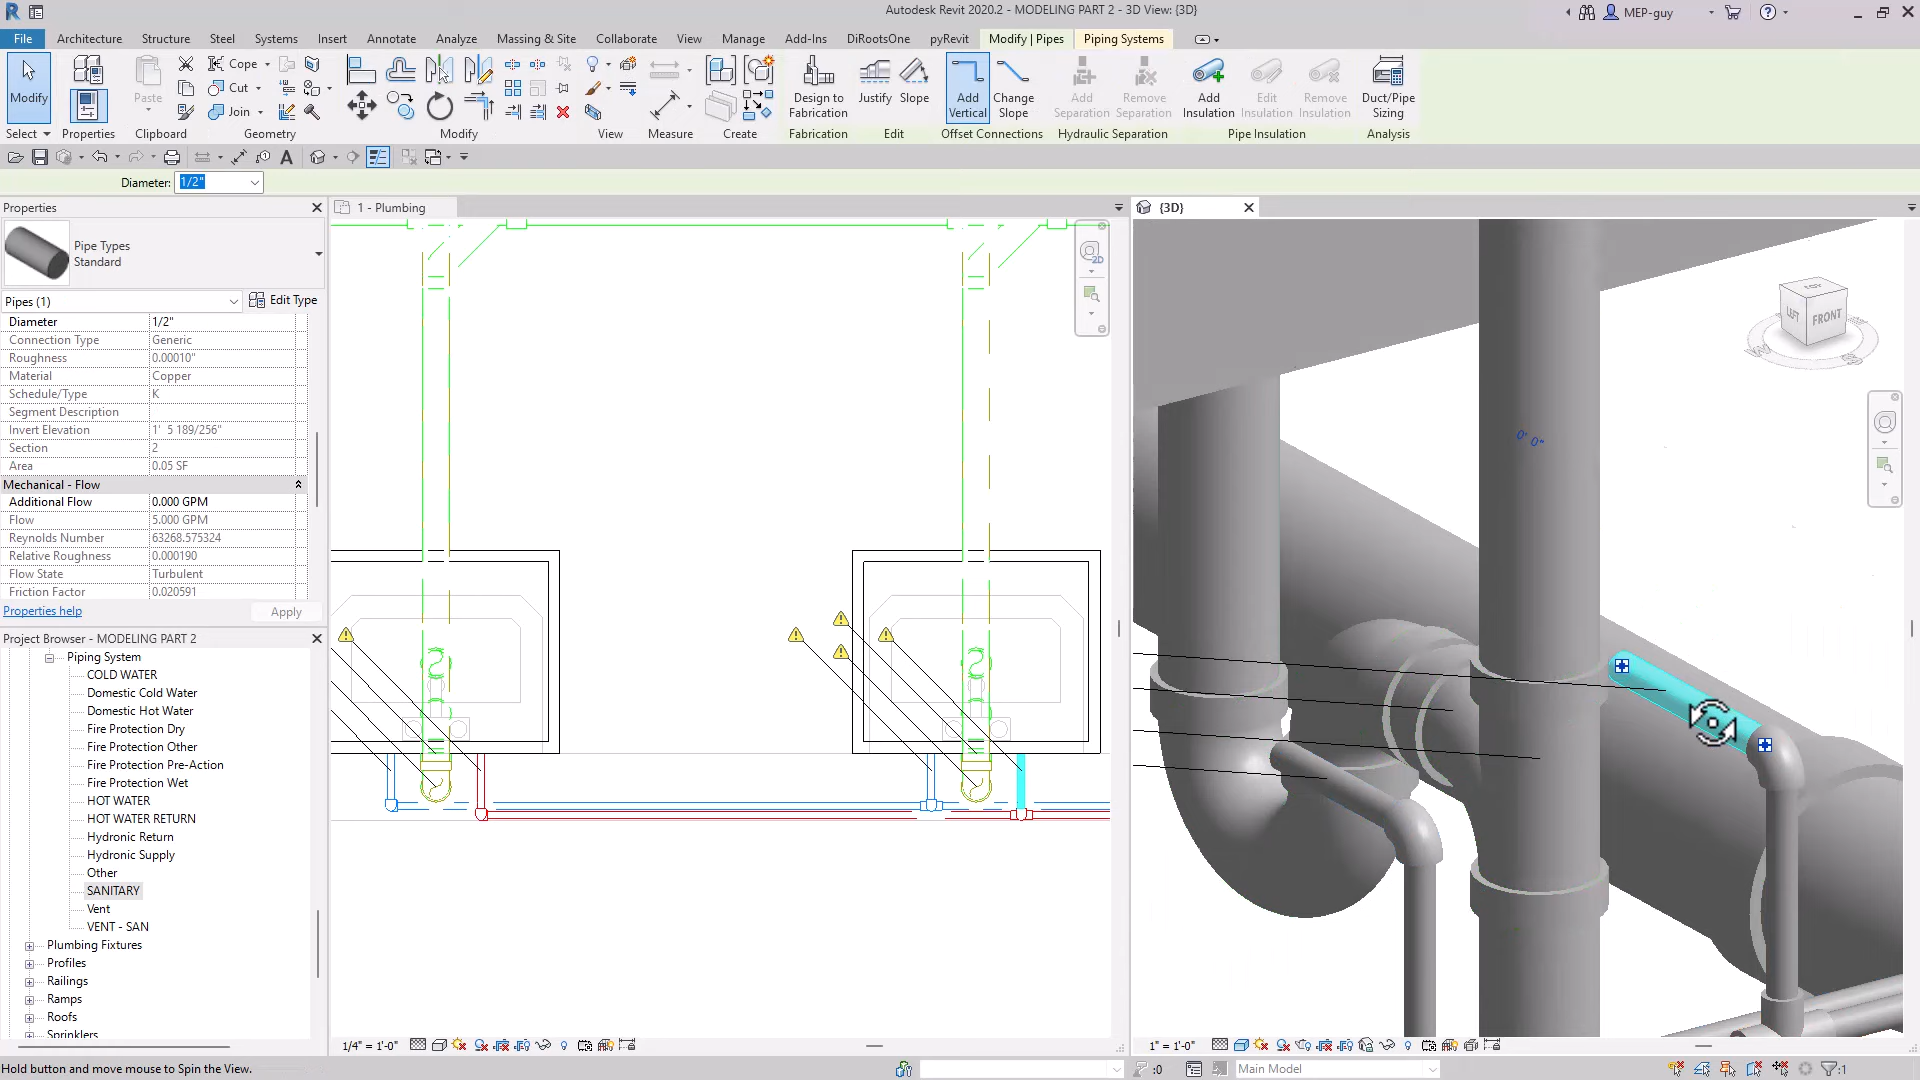 Autodesk Revit 2020.2 - MODELING PART 2 - 3D View: {3D}
MEP-guy
File Architecture Structure Steel Systems Insert Annotate Analyze Massing & Site Collaborate View Manage Add-Ins DiRootsOne pyRevit Modify | Pipes Piping Systems
Modify
Properties
Paste
Cope
Cut
Join
Design to Fabrication
Justify
Slope
Add Vertical
Change Slope
Add Separation
Remove Separation
Add Insulation
Edit Insulation
Remove Insulation
Duct/Pipe Sizing
Select Properties Clipboard Geometry Modify View Measure Create Fabrication Edit Offset Connections Hydraulic Separation Pipe Insulation Analysis
Diameter: 1/2"
Properties
Pipe Types
Standard
Pipes (1)
Edit Type
Diameter 1/2"
Connection Type Generic
Roughness 0.00010"
Material Copper
Schedule/Type K
Segment Description
Invert Elevation 1' 5 189/256"
Section 2
Area 0.05 SF
Mechanical - Flow
Additional Flow 0.000 GPM
Flow 5.000 GPM
Reynolds Number 63268.575324
Relative Roughness 0.000190
Flow State Turbulent
Friction Factor 0.020591
Properties help
Apply
Project Browser - MODELING PART 2
Piping System
COLD WATER
Domestic Cold Water
Domestic Hot Water
Fire Protection Dry
Fire Protection Other
Fire Protection Pre-Action
Fire Protection Wet
HOT WATER
HOT WATER RETURN
Hydronic Return
Hydronic Supply
Other
SANITARY
Vent
VENT - SAN
Plumbing Fixtures
Profiles
Railings
Ramps
Roofs
Sprinklers
1 - Plumbing
2D
1/4" = 1'-0"
{3D}
TOP
LEFT
FRONT
0' 0"
1" = 1'-0"
Hold button and move mouse to Spin the View.
:0
Main Model
:1